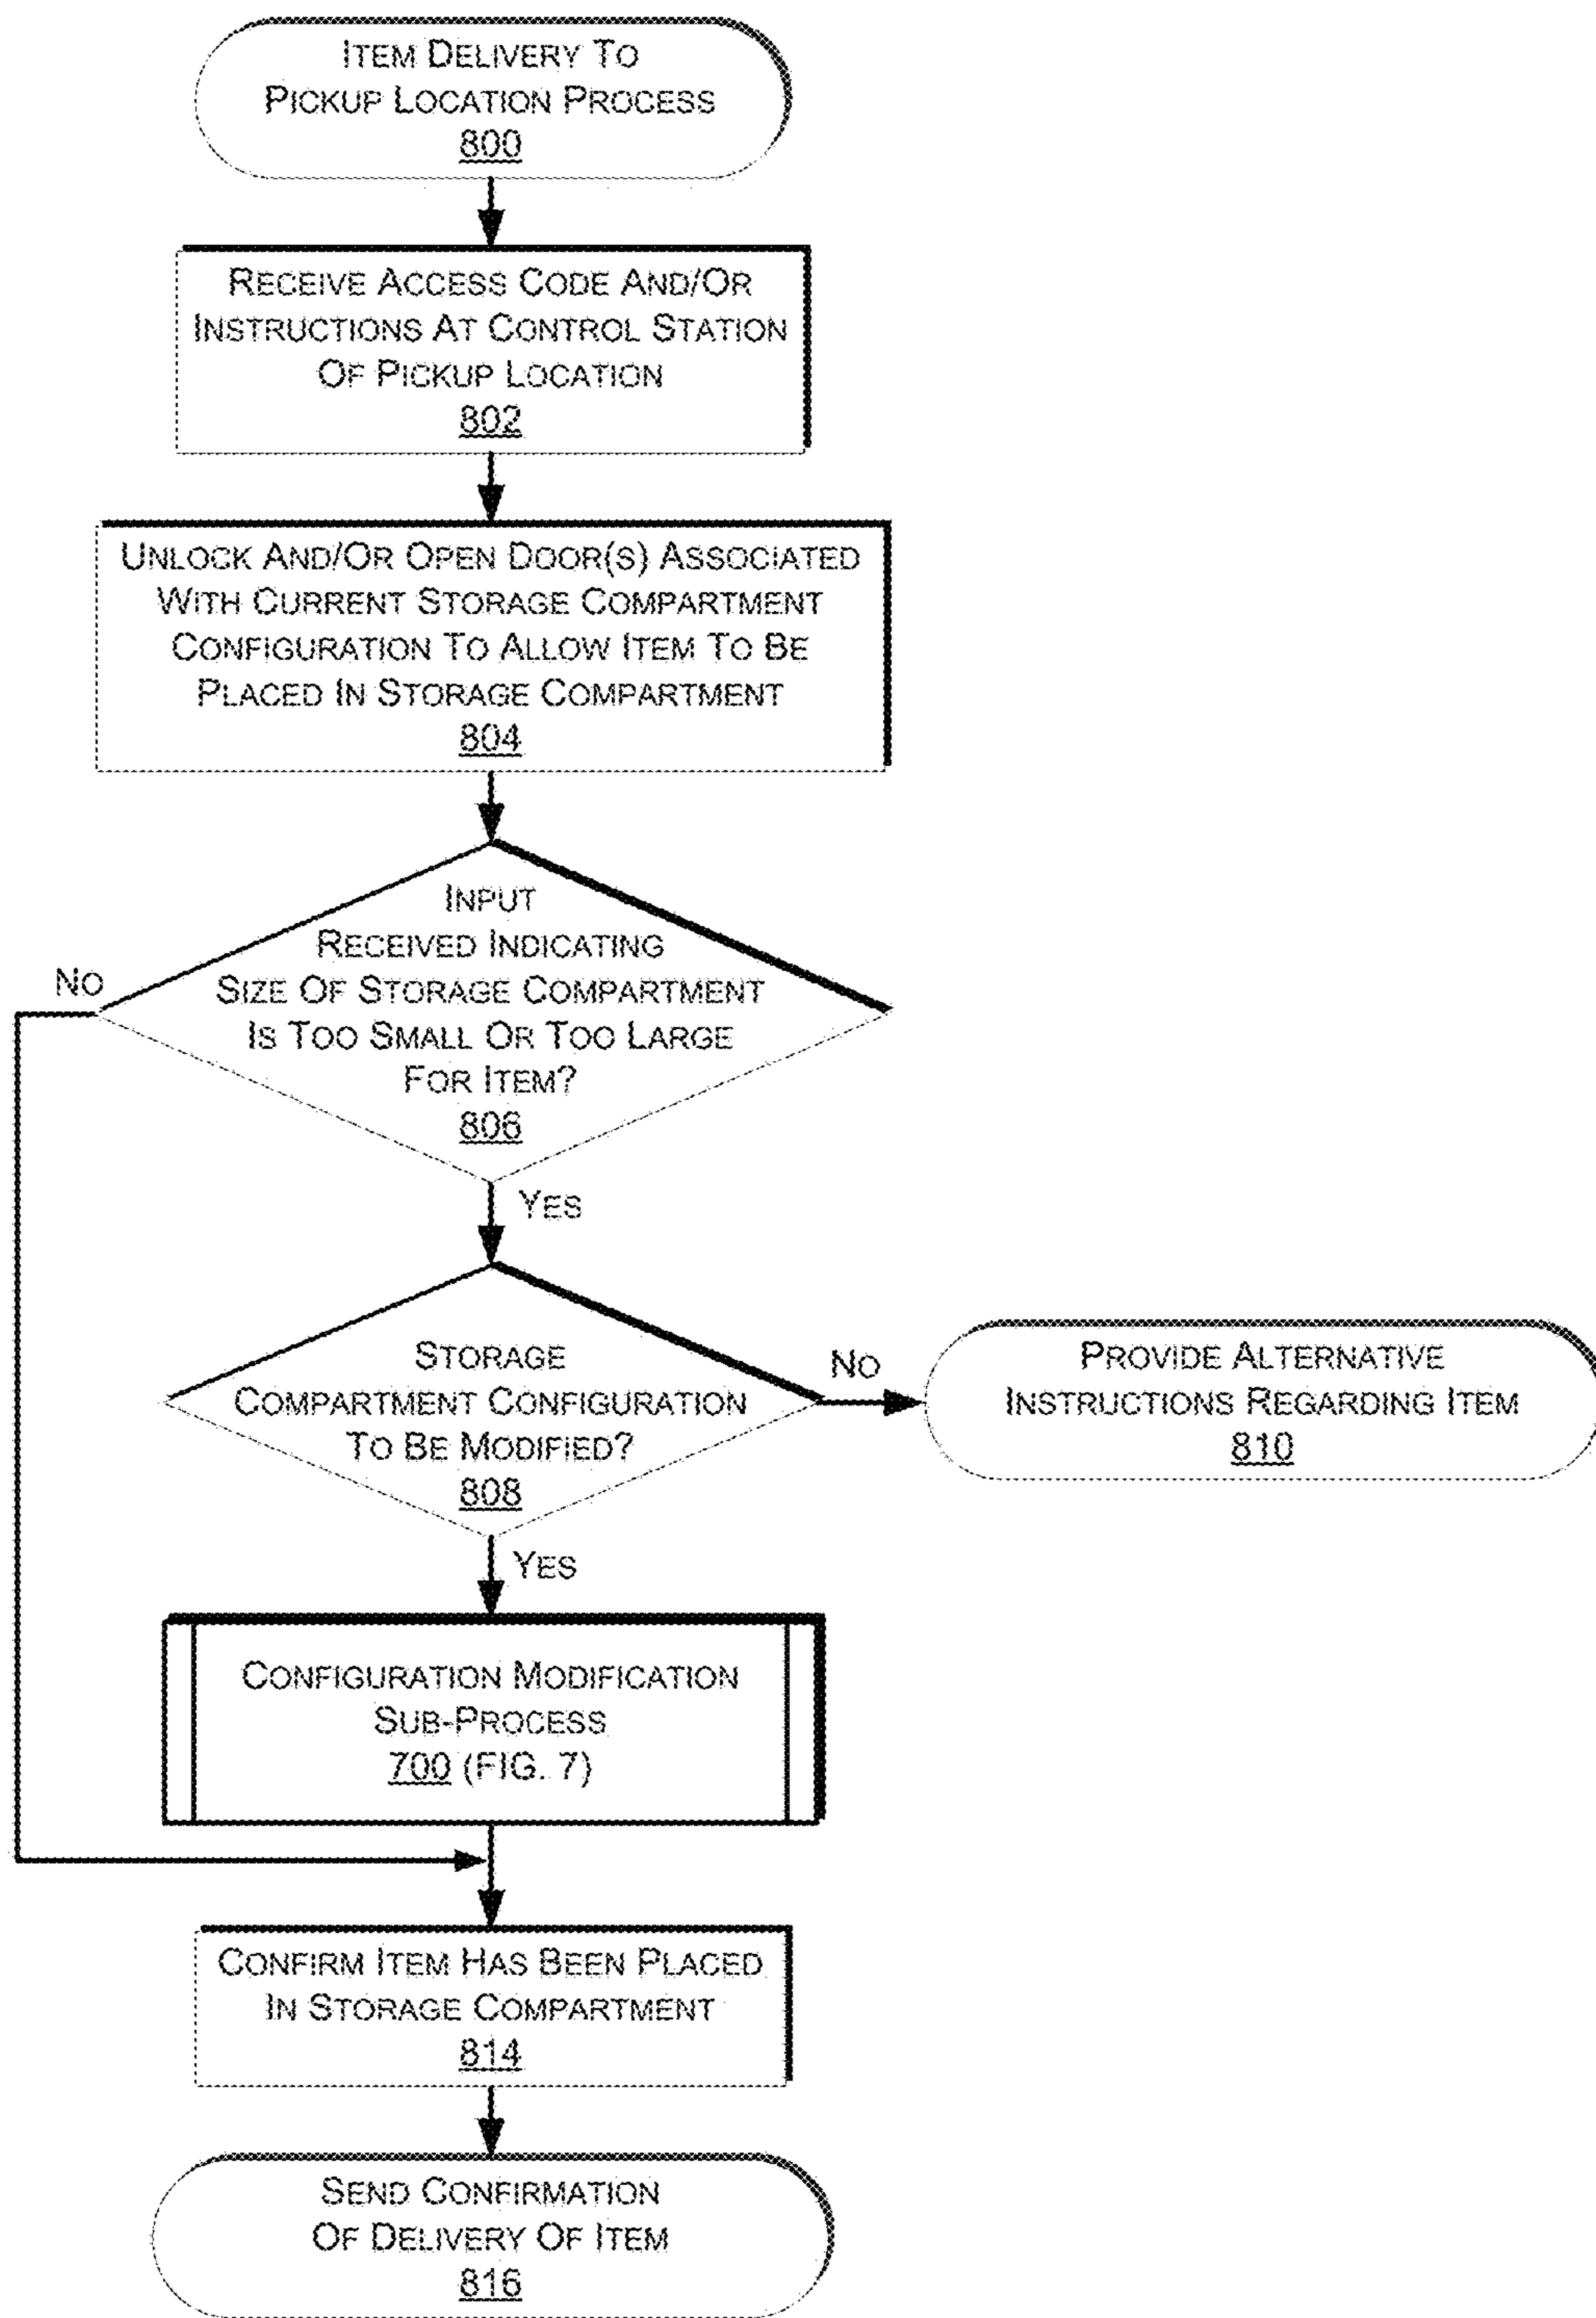 ITEM DELIVERY TO
PICKUP LOCATION PROCESS
800
RECEIVE ACCESS CODE AND/OR
INSTRUCTIONS AT CONTROL STATION
OF PICKUP LOCATION
802
UNLOCK AND/OR OPEN DOOR(S) ASSOCIATED
WITH CURRENT STORAGE COMPARTMENT
CONFIGURATION TO ALLOW ITEM TO BE
PLACED IN STORAGE COMPARTMENT
804
INPUT
RECEIVED INDICATING
SIZE OF STORAGE COMPARTMENT
IS TOO SMALL OR TOO LARGE
FOR ITEM?
806
NO
YES
STORAGE
COMPARTMENT CONFIGURATION
TO BE MODIFIED?
808
NO
PROVIDE ALTERNATIVE
INSTRUCTIONS REGARDING ITEM
810
YES
CONFIGURATION MODIFICATION
SUB-PROCESS
700 (FIG. 7)
CONFIRM ITEM HAS BEEN PLACED
IN STORAGE COMPARTMENT
814
SEND CONFIRMATION
OF DELIVERY OF ITEM
816